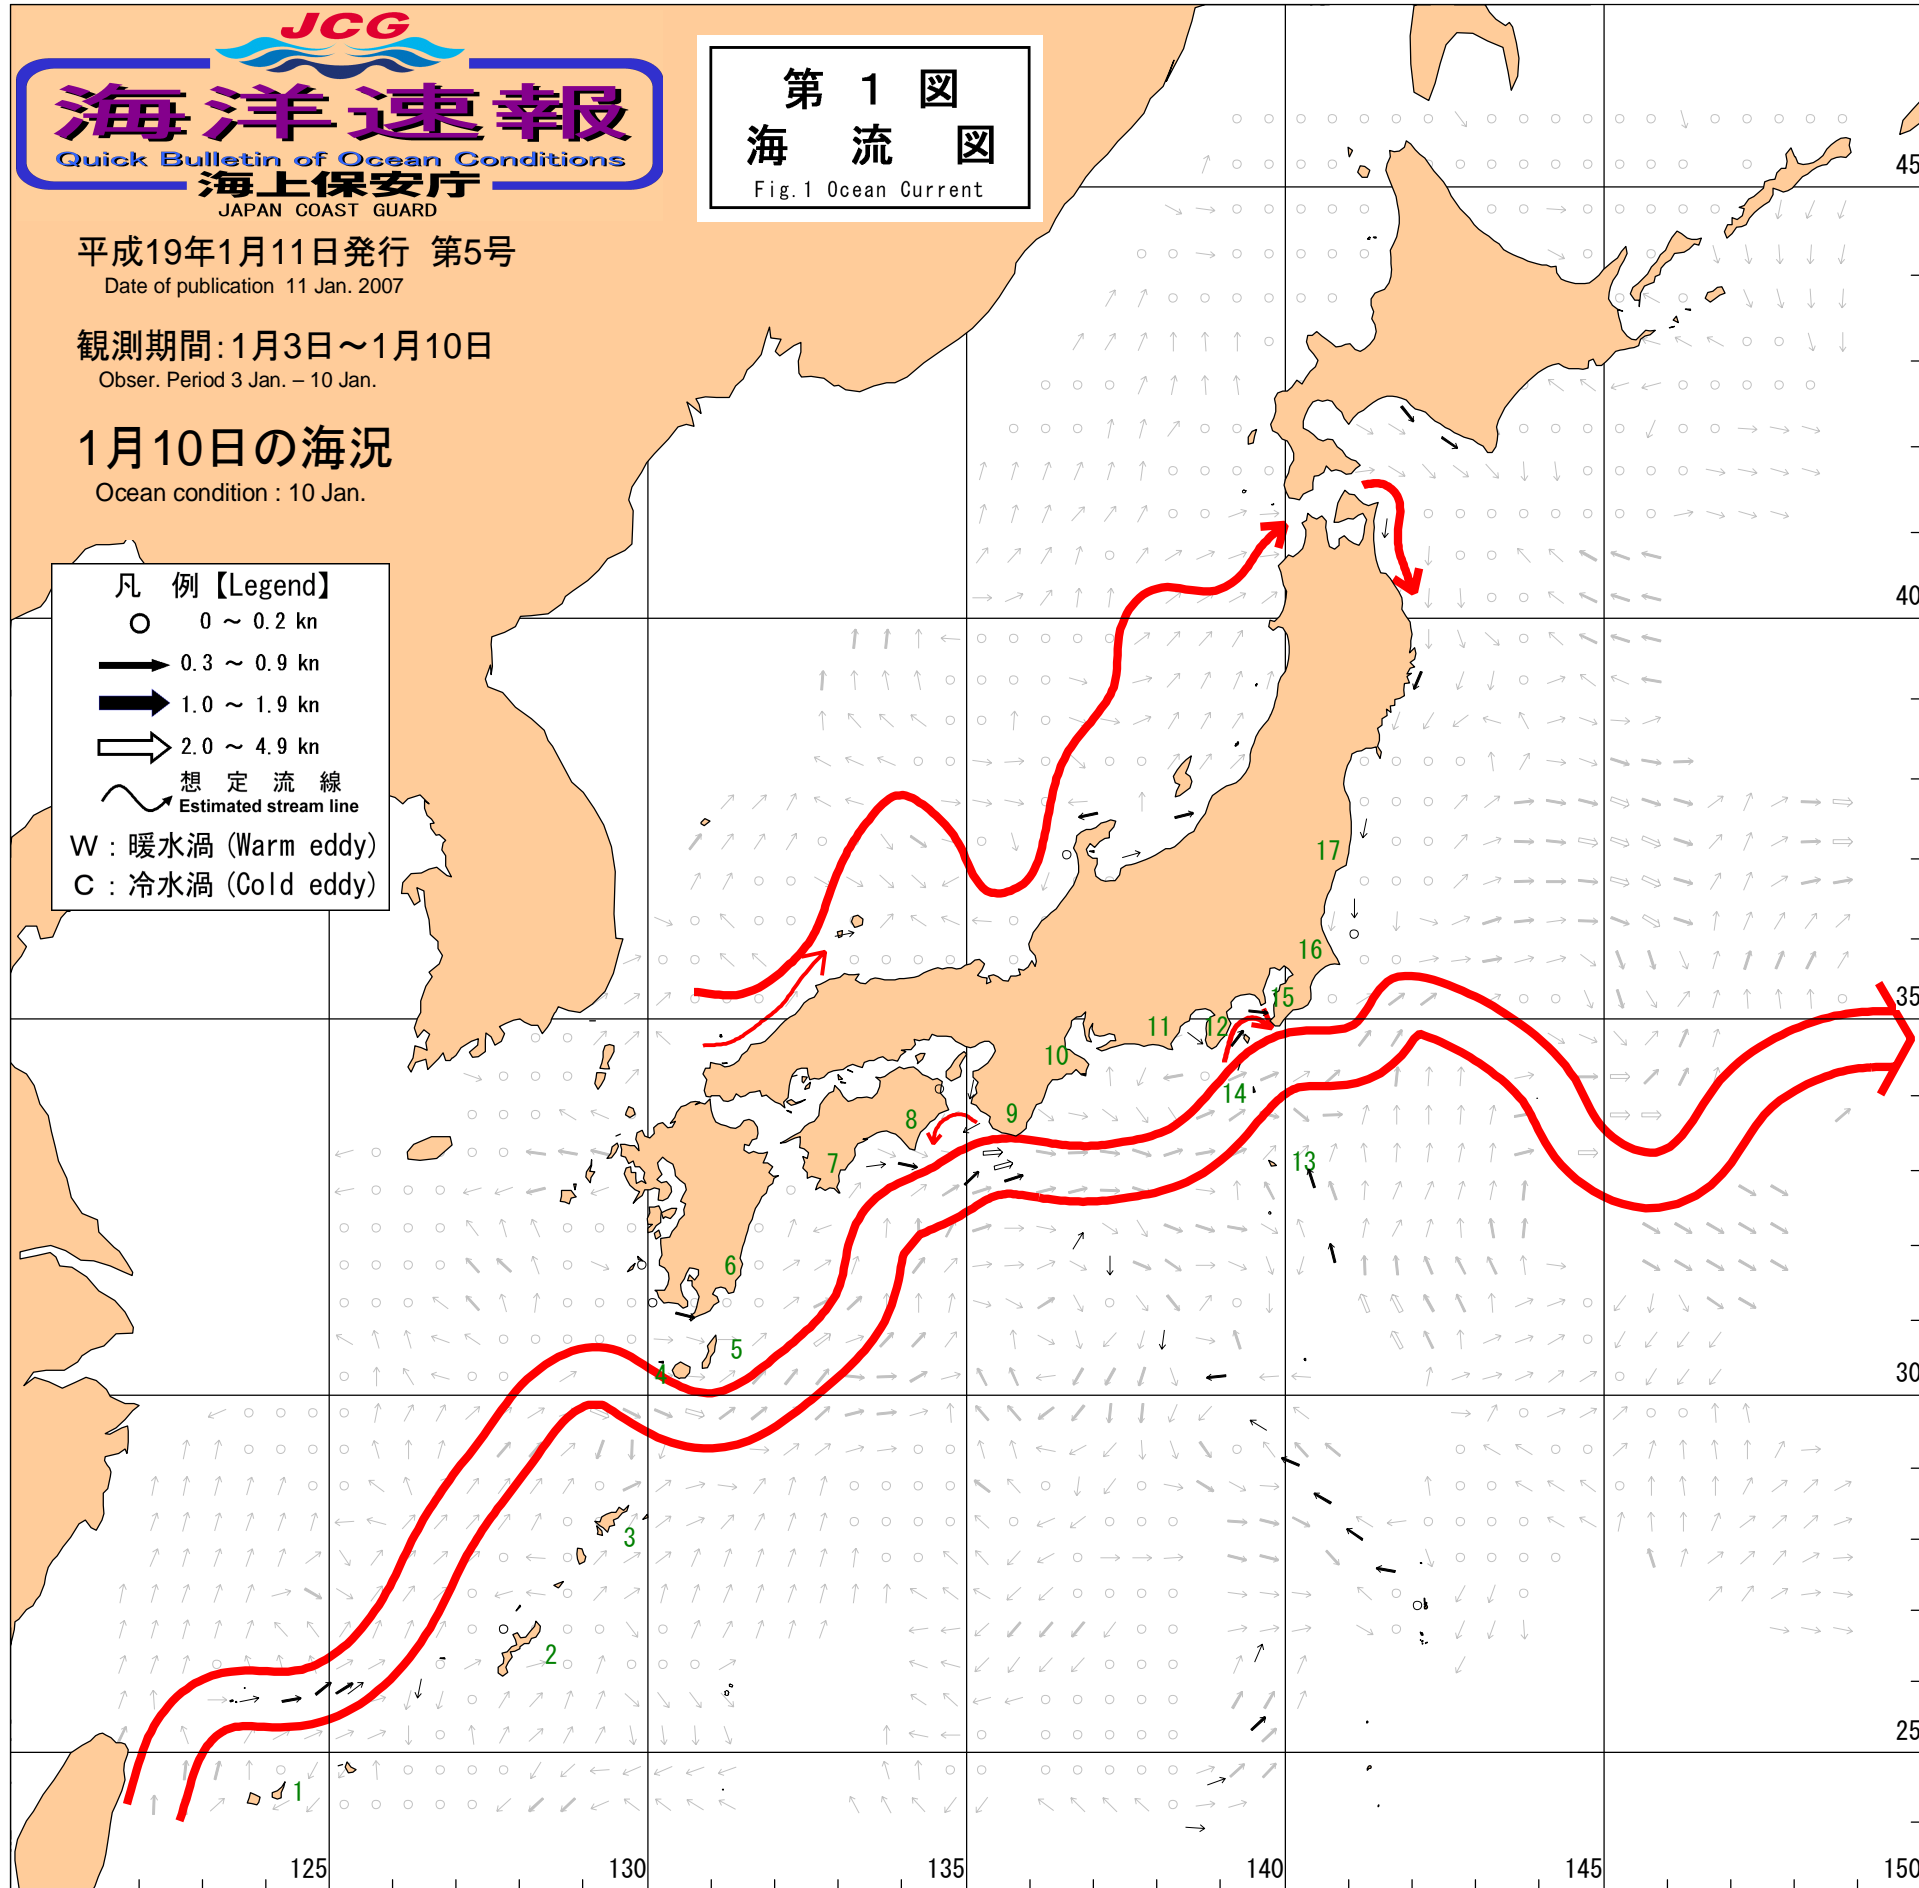 JCG
海洋速報
Quick Bulletin of Ocean Conditions
海上保安庁
JAPAN COAST GUARD
第 1 図
海 流 図
Fig.1 Ocean Current
平成19年1月11日発行 第5号
Date of publication 11 Jan. 2007
観測期間：1月3日～1月10日
Obser. Period 3 Jan. – 10 Jan.
1月10日の海況
Ocean condition : 10 Jan.
凡 例【Legend】
0 ～ 0.2 kn
0.3 ～ 0.9 kn
1.0 ～ 1.9 kn
2.0 ～ 4.9 kn
想 定 流 線
Estimated stream line
W : 暖水渦 (Warm eddy)
C : 冷水渦 (Cold eddy)
45
40
17
16
35
15
12
11
10
14
9
8
7
13
6
5
4
30
3
2
25
1
125
130
135
140
145
150